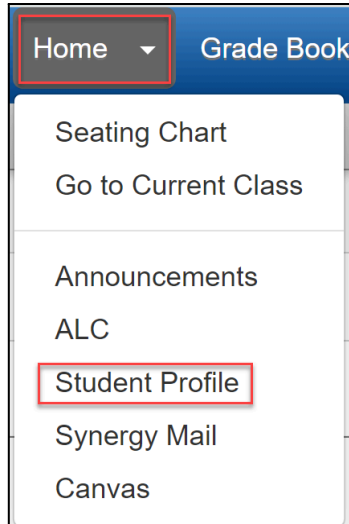 Home Grade Book
Seating Chart
Go to Current Class
Announcements
ALC
Student Profile
Synergy Mail
Canvas